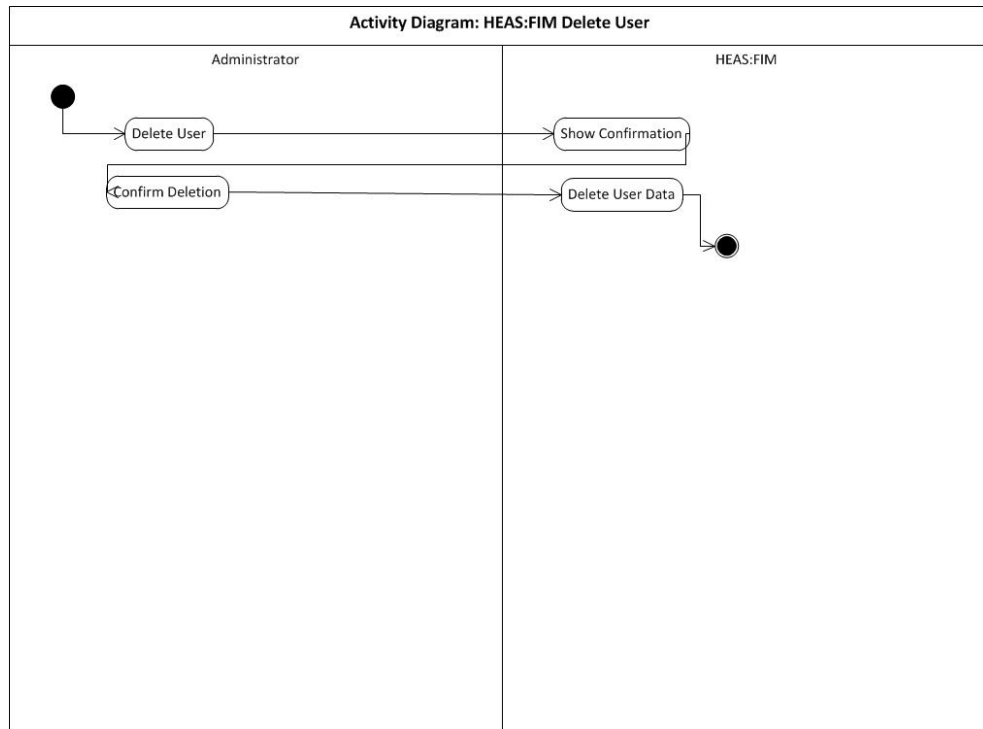 Activity Diagram: HEAS:FIM Delete User
Administrator
HEAS:FIM
Delete User
Show Confirmation
Confirm Deletion
Delete User Data